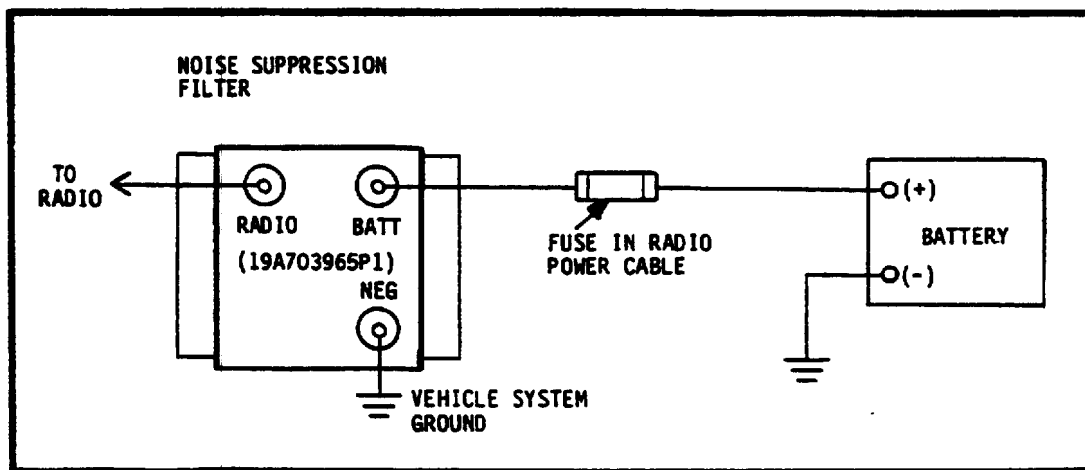 NOISE SUPPRESSION
FILTER
TO
RADIO
RADIO
BATT
(19A703965P1)
NEG
VEHICLE SYSTEM
GROUND
FUSE IN RADIO
POWER CABLE
(+)
BATTERY
(-)